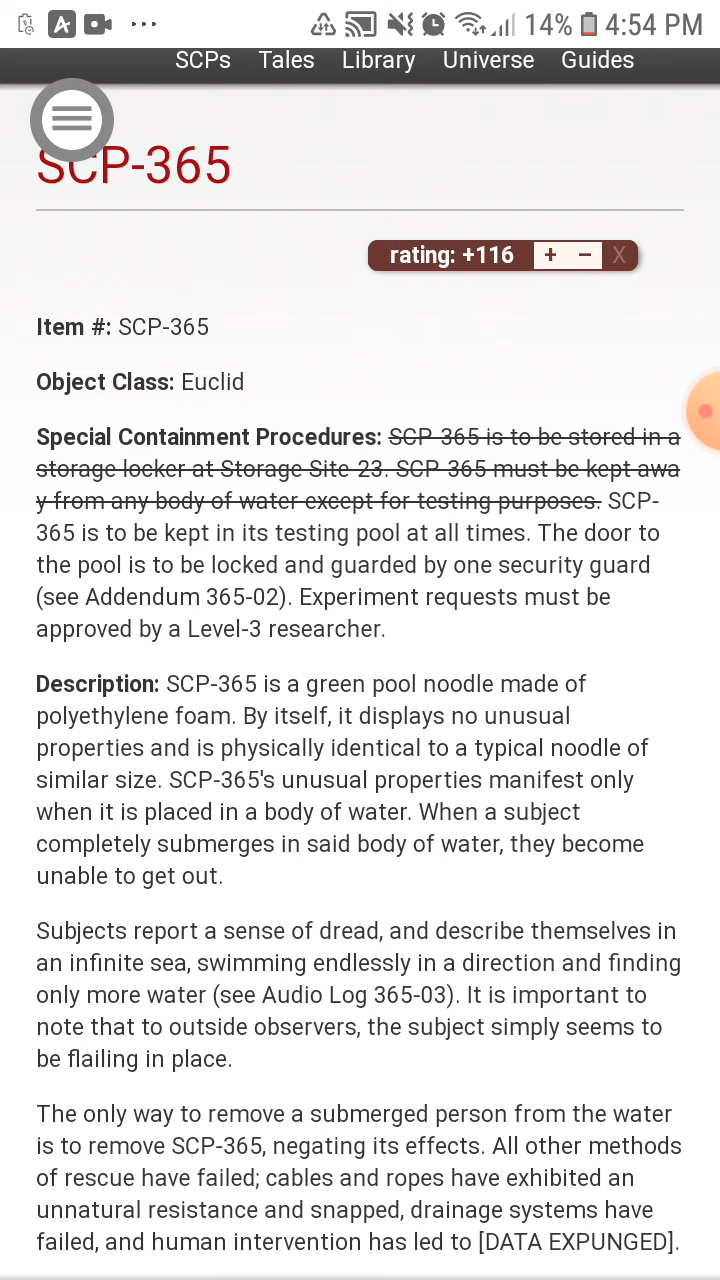 A ... 14% 4:54 PM
SCPs Tales Library Universe Guides
SCP-365
rating: +116 + – X
Item #: SCP-365
Object Class: Euclid
Special Containment Procedures: SCP-365 is to be stored in a
storage locker at Storage Site-23. SCP-365 must be kept awa
y from any body of water except for testing purposes. SCP-
365 is to be kept in its testing pool at all times. The door to
the pool is to be locked and guarded by one security guard
(see Addendum 365-02). Experiment requests must be
approved by a Level-3 researcher.
Description: SCP-365 is a green pool noodle made of
polyethylene foam. By itself, it displays no unusual
properties and is physically identical to a typical noodle of
similar size. SCP-365's unusual properties manifest only
when it is placed in a body of water. When a subject
completely submerges in said body of water, they become
unable to get out.
Subjects report a sense of dread, and describe themselves in
an infinite sea, swimming endlessly in a direction and finding
only more water (see Audio Log 365-03). It is important to
note that to outside observers, the subject simply seems to
be flailing in place.
The only way to remove a submerged person from the water
is to remove SCP-365, negating its effects. All other methods
of rescue have failed; cables and ropes have exhibited an
unnatural resistance and snapped, drainage systems have
failed, and human intervention has led to [DATA EXPUNGED].